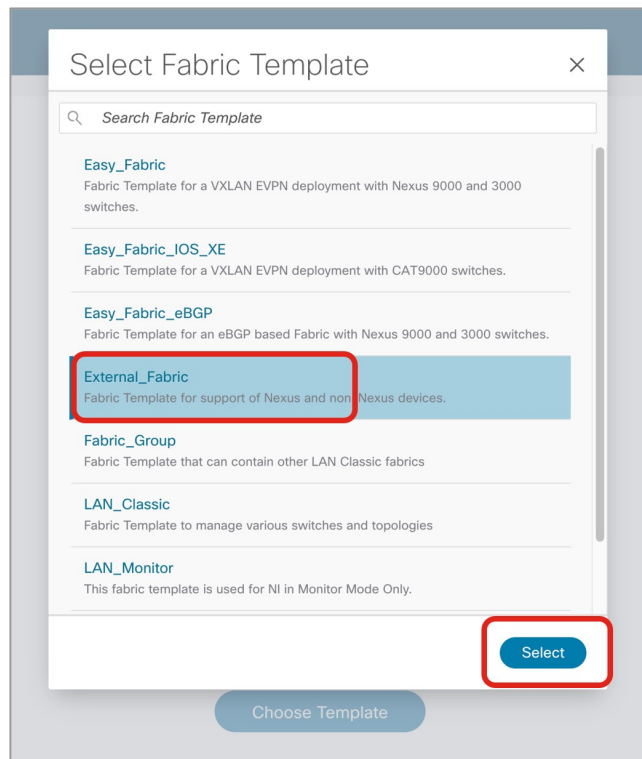 Select Fabric Template
Search Fabric Template
Easy_Fabric
Fabric Template for a VXLAN EVPN deployment with Nexus 9000 and 3000
switches.
Easy_Fabric_IOS_XE
Fabric Template for a VXLAN EVPN deployment with CAT9000 switches.
Easy_Fabric_eBGP
Fabric Template for an eBGP based Fabric with Nexus 9000 and 3000 switches.
External_Fabric
Fabric Template for support of Nexus and non Nexus devices.
Fabric_Group
Fabric Template that can contain other LAN Classic fabrics
LAN_Classic
Fabric Template to manage various switches and topologies
LAN_Monitor
This fabric template is used for NI in Monitor Mode Only.
Select
Choose Template